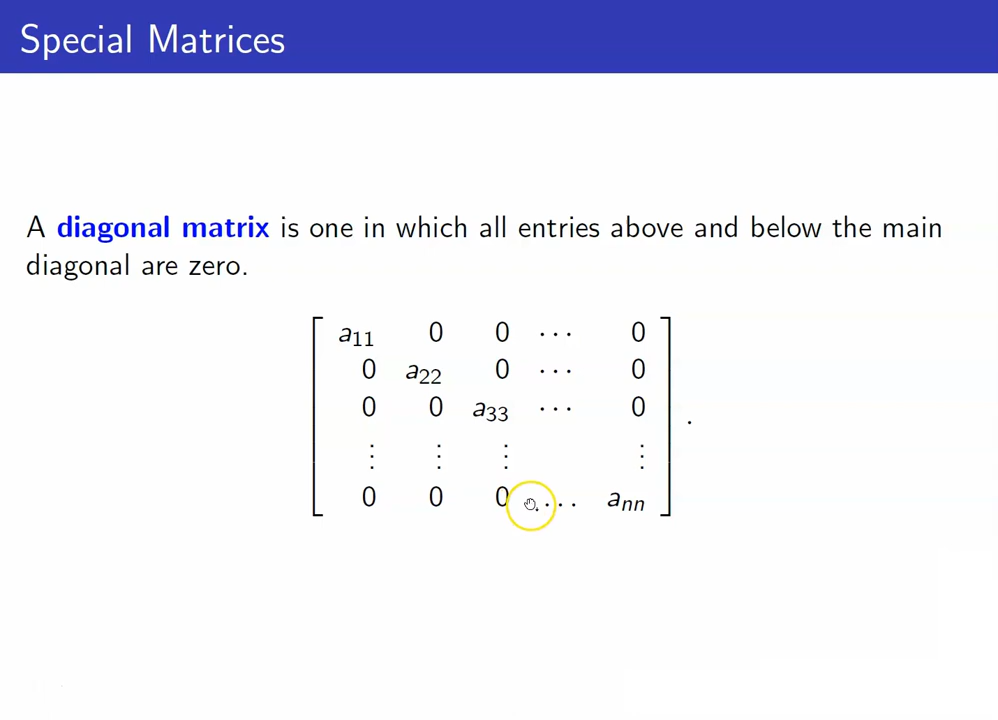 Special Matrices
A diagonal matrix is one in which all entries above and below the main
diagonal are zero.
a11 0 0 ⋯ 0
0 a22 0 ⋯ 0
0 0 a33 ⋯ 0
⋮ ⋮ ⋮ ⋮
0 0 0 ... ann
.